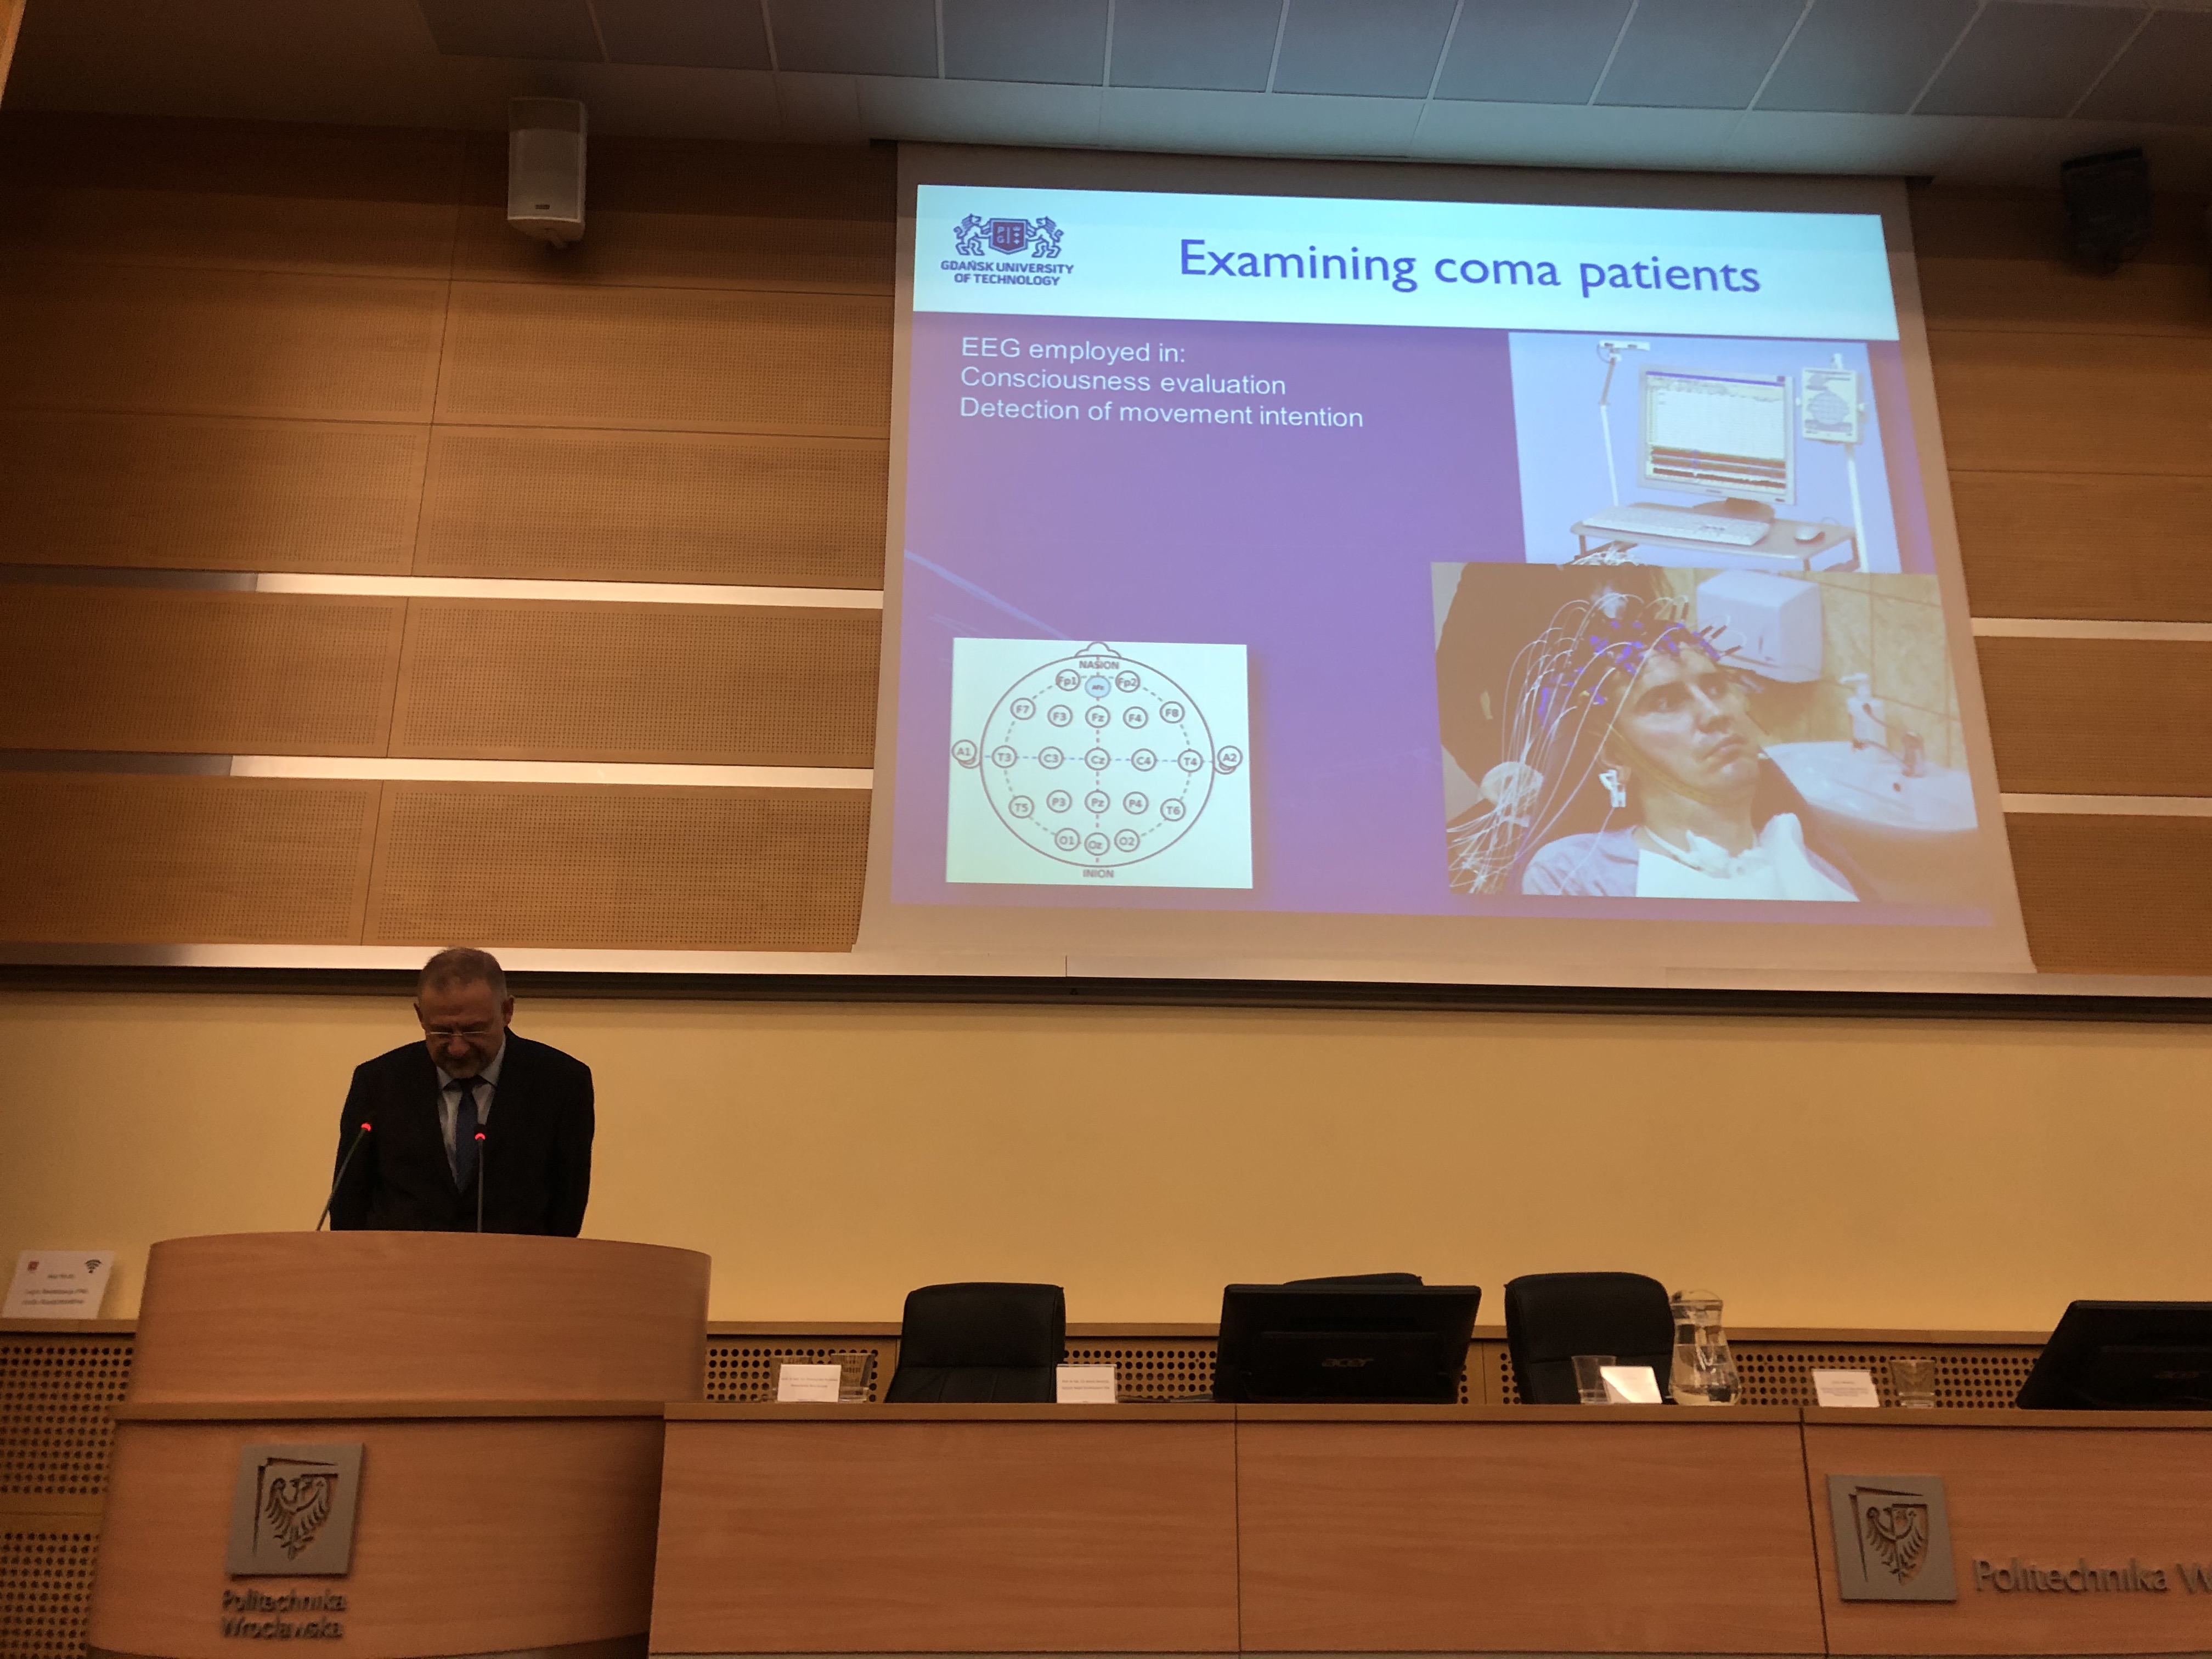 GDAŃSK UNIVERSITY
OF TECHNOLOGY
Examining coma patients
EEG employed in:
Consciousness evaluation
Detection of movement intention
NASION
Fp1 Fp2
F7 F3 Fz F4 F8
A1 T3 C3 Cz C4 T4 A2
T5 P3 Pz P4 T6
O1 Oz O2
INION
acer
Politechnika
Wrocławska
Politechnika W